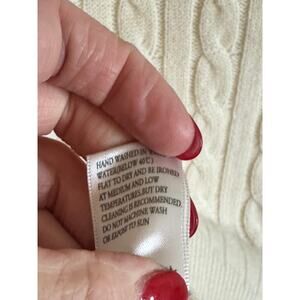 HAND WASHED IN
WATER(BELOW 40°C)
FLAT TO DRY AND BE IRONED
AT MEDIUM AND LOW
TEMPERATURES,BUT DRY
CLEANING IS RECOMMENDED.
DO NOT MACHINE WASH
OR EXPOSE TO SUN